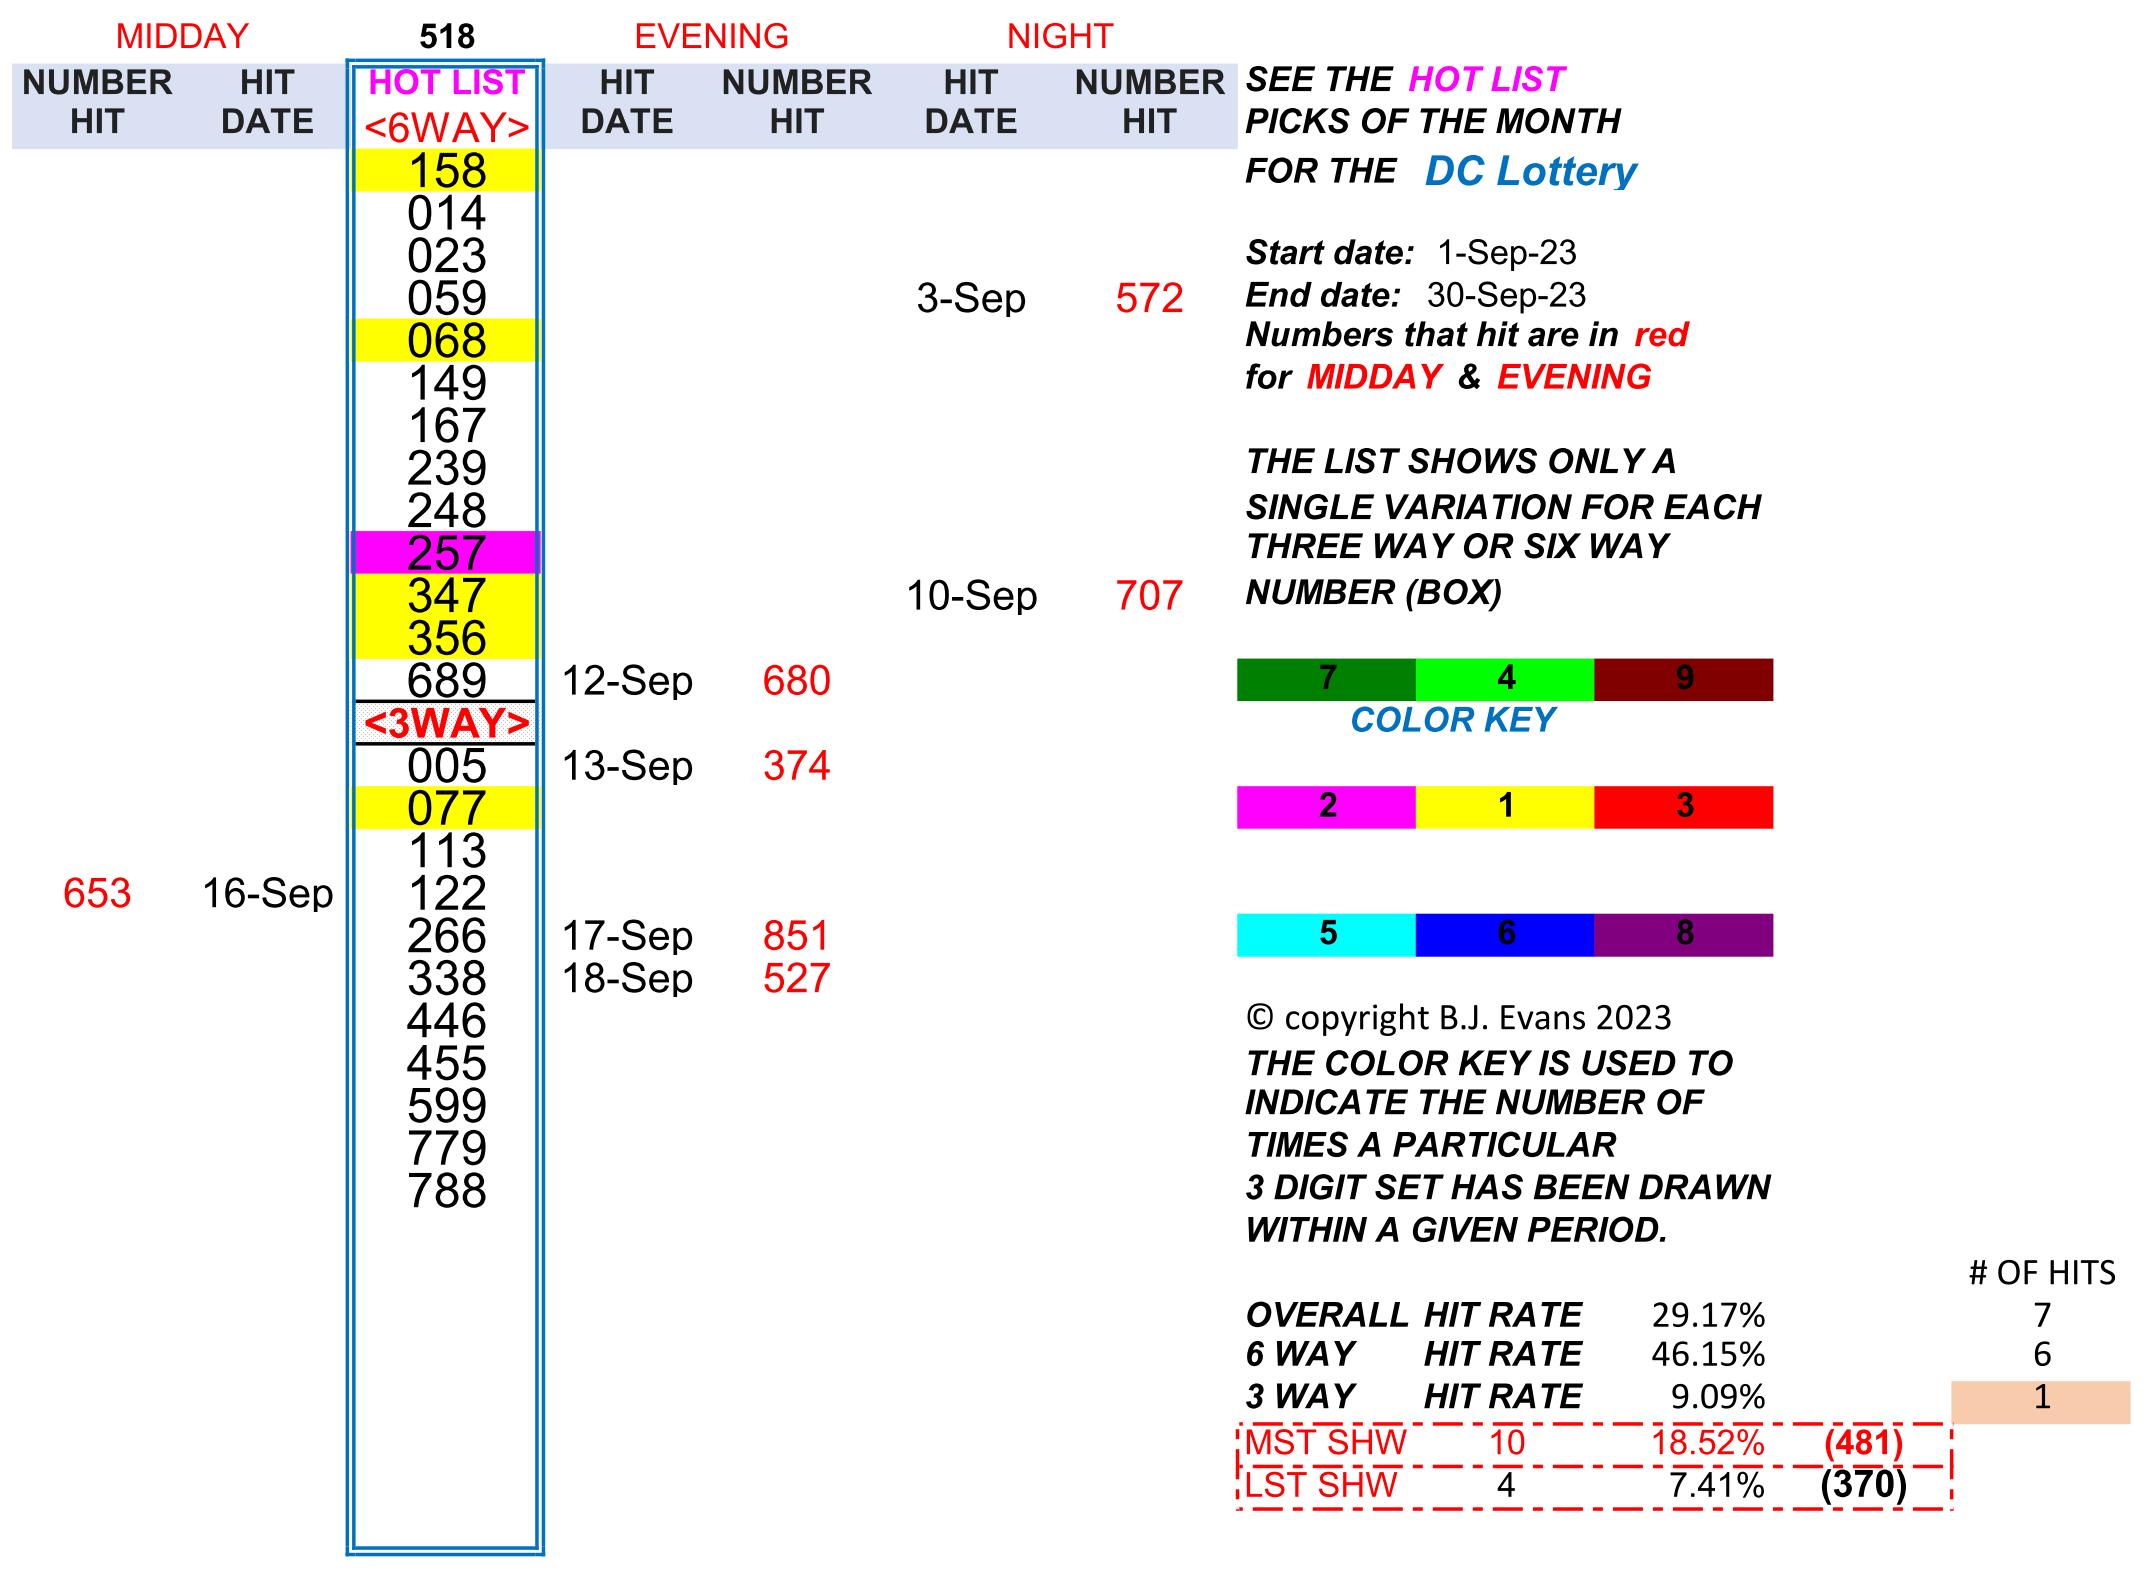 MIDDAY 518 EVENING NIGHT
NUMBER HIT HOT LIST HIT NUMBER HIT NUMBER SEE THE HOT LIST
HIT DATE <6WAY> DATE HIT DATE HIT PICKS OF THE MONTH
158 FOR THE DC Lottery
014
023 Start date: 1-Sep-23
059 3-Sep 572 End date: 30-Sep-23
068 Numbers that hit are in red
149 for MIDDAY & EVENING
167
239 THE LIST SHOWS ONLY A
248 SINGLE VARIATION FOR EACH
257 THREE WAY OR SIX WAY
347 10-Sep 707 NUMBER (BOX)
356
689 12-Sep 680 7 4 9
<3WAY> COLOR KEY
005 13-Sep 374
077 2 1 3
113
653 16-Sep 122
266 17-Sep 851 5 6 8
338 18-Sep 527
446 © copyright B.J. Evans 2023
455 THE COLOR KEY IS USED TO
599 INDICATE THE NUMBER OF
779 TIMES A PARTICULAR
788 3 DIGIT SET HAS BEEN DRAWN
WITHIN A GIVEN PERIOD.
# OF HITS
OVERALL HIT RATE 29.17% 7
6 WAY HIT RATE 46.15% 6
3 WAY HIT RATE 9.09% 1
MST SHW 10 18.52% (481)
LST SHW 4 7.41% (370)